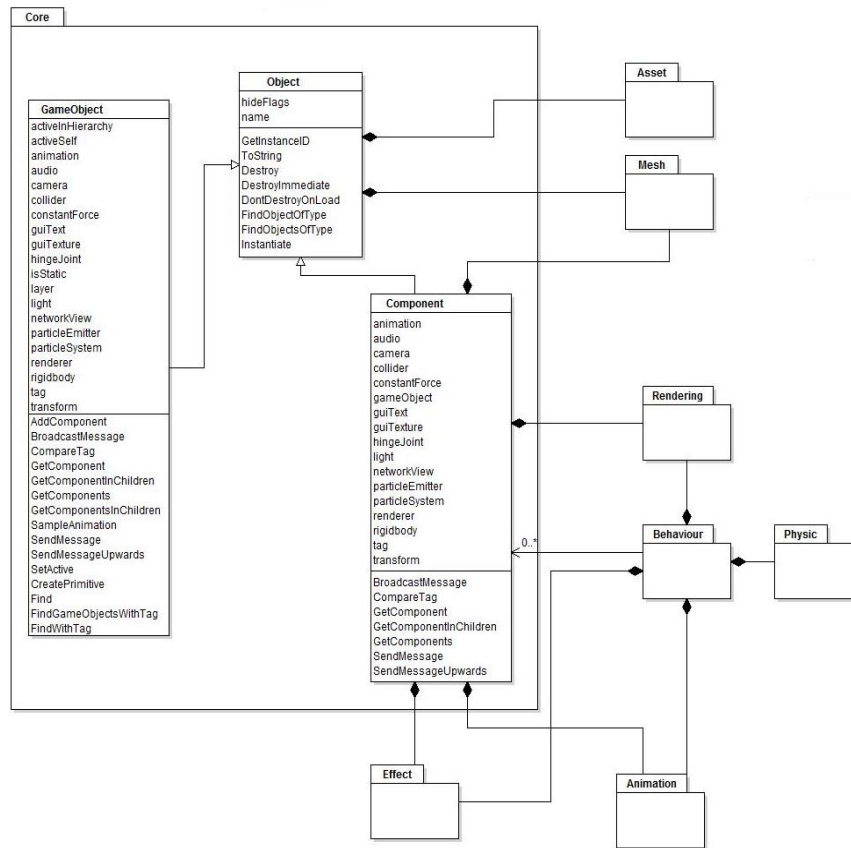 Core
GameObject
activeInHierarchy
activeSelf
animation
audio
camera
collider
constantForce
guiText
guiTexture
hingeJoint
isStatic
layer
light
networkView
particleEmitter
particleSystem
renderer
rigidbody
tag
transform
AddComponent
BroadcastMessage
CompareTag
GetComponent
GetComponentInChildren
GetComponents
GetComponentsInChildren
SampleAnimation
SendMessage
SendMessageUpwards
SetActive
CreatePrimitive
Find
FindGameObjectsWithTag
FindWithTag
Object
hideFlags
name
GetInstanceID
ToString
Destroy
DestroyImmediate
DontDestroyOnLoad
FindObjectOfType
FindObjectsOfType
Instantiate
Component
animation
audio
camera
collider
constantForce
gameObject
guiText
guiTexture
hingeJoint
light
networkView
particleEmitter
particleSystem
renderer
rigidbody
tag
transform
BroadcastMessage
CompareTag
GetComponent
GetComponentInChildren
GetComponents
SendMessage
SendMessageUpwards
Asset
Mesh
Rendering
0..*
Behaviour
Physic
Effect
Animation